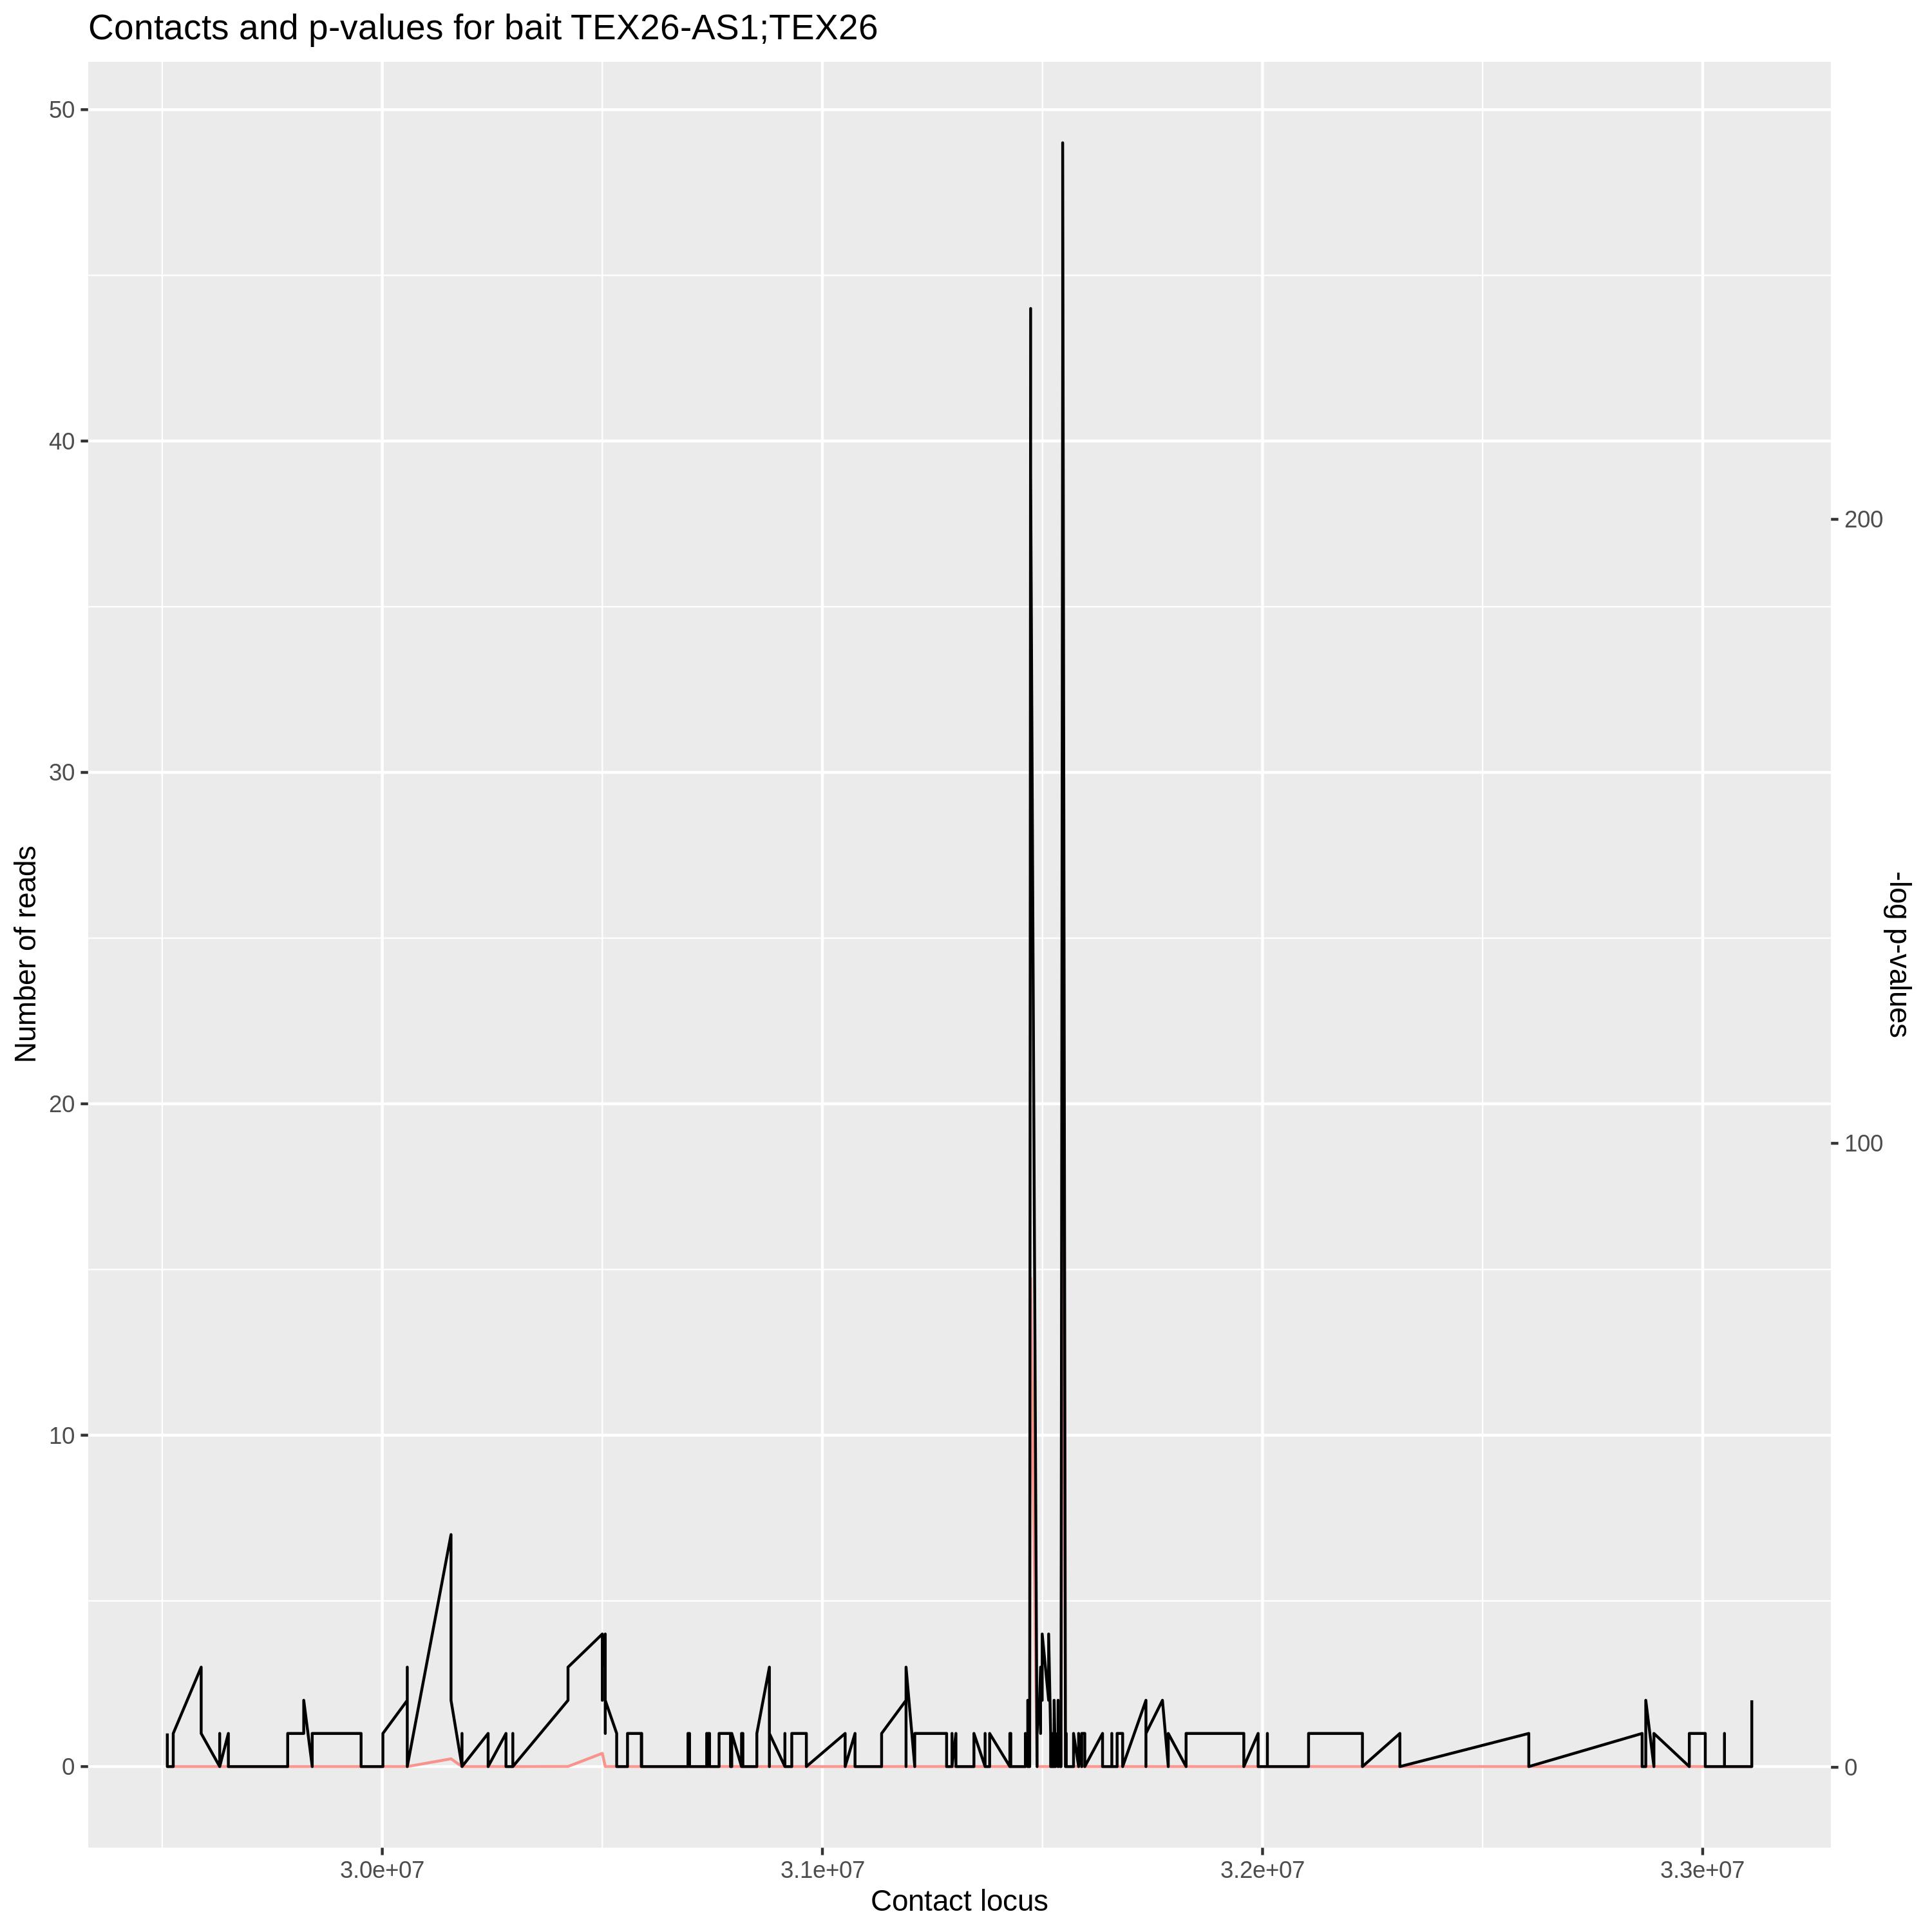 Contacts and p-values for bait TEX26-AS1;TEX26
50
40
30
20
10
0
Number of reads
200
100
0
-log p-values
3.0e+07
3.1e+07
3.2e+07
3.3e+07
Contact locus